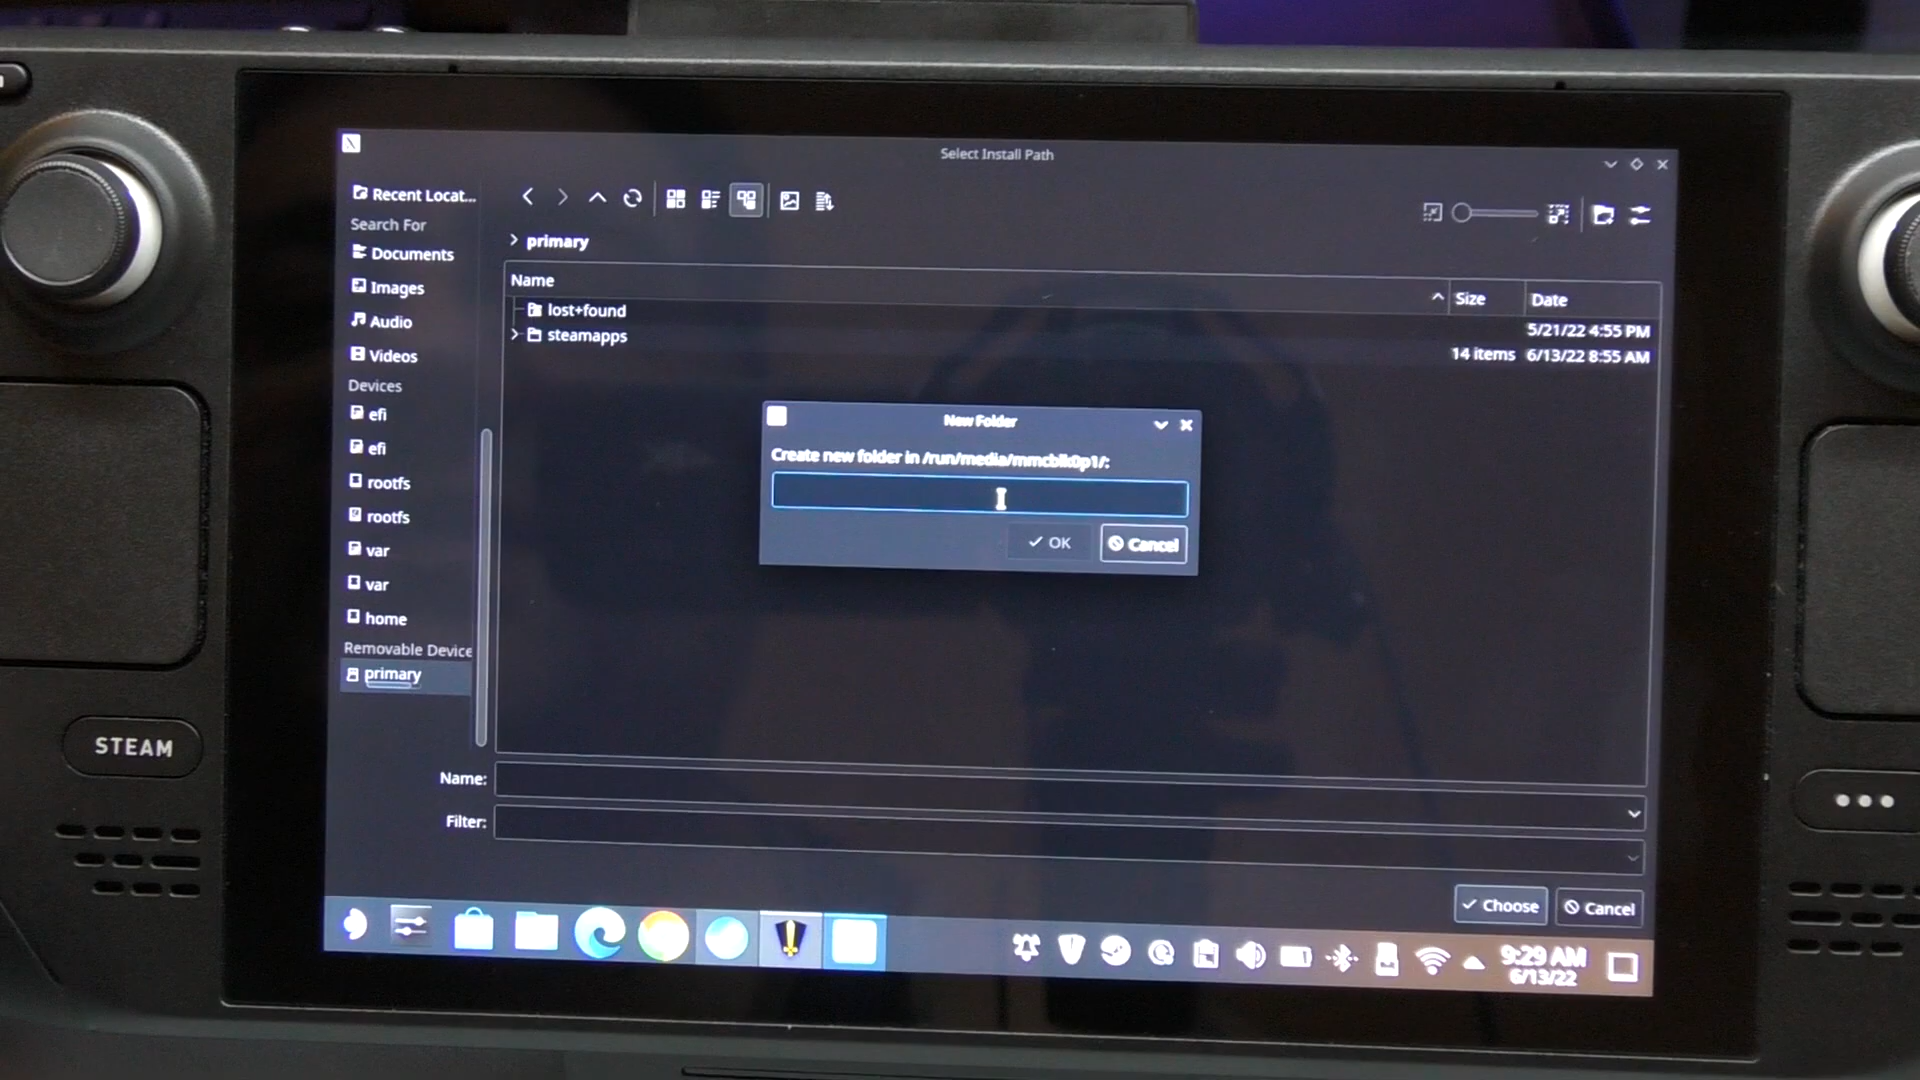 Select Install Path
Recent Locat...
Search For
Documents
Images
Audio
Videos
Devices
efi
efi
rootfs
rootfs
var
var
home
Removable Device
primary
primary
Name
Size
Date
lost+found
5/21/22 4:55 PM
steamapps
14 items
6/13/22 8:55 AM
New Folder
Create new folder in /run/media/mmcblk0p1/:
OK
Cancel
Name:
Filter:
Choose
Cancel
9:29 AM
6/13/22
STEAM